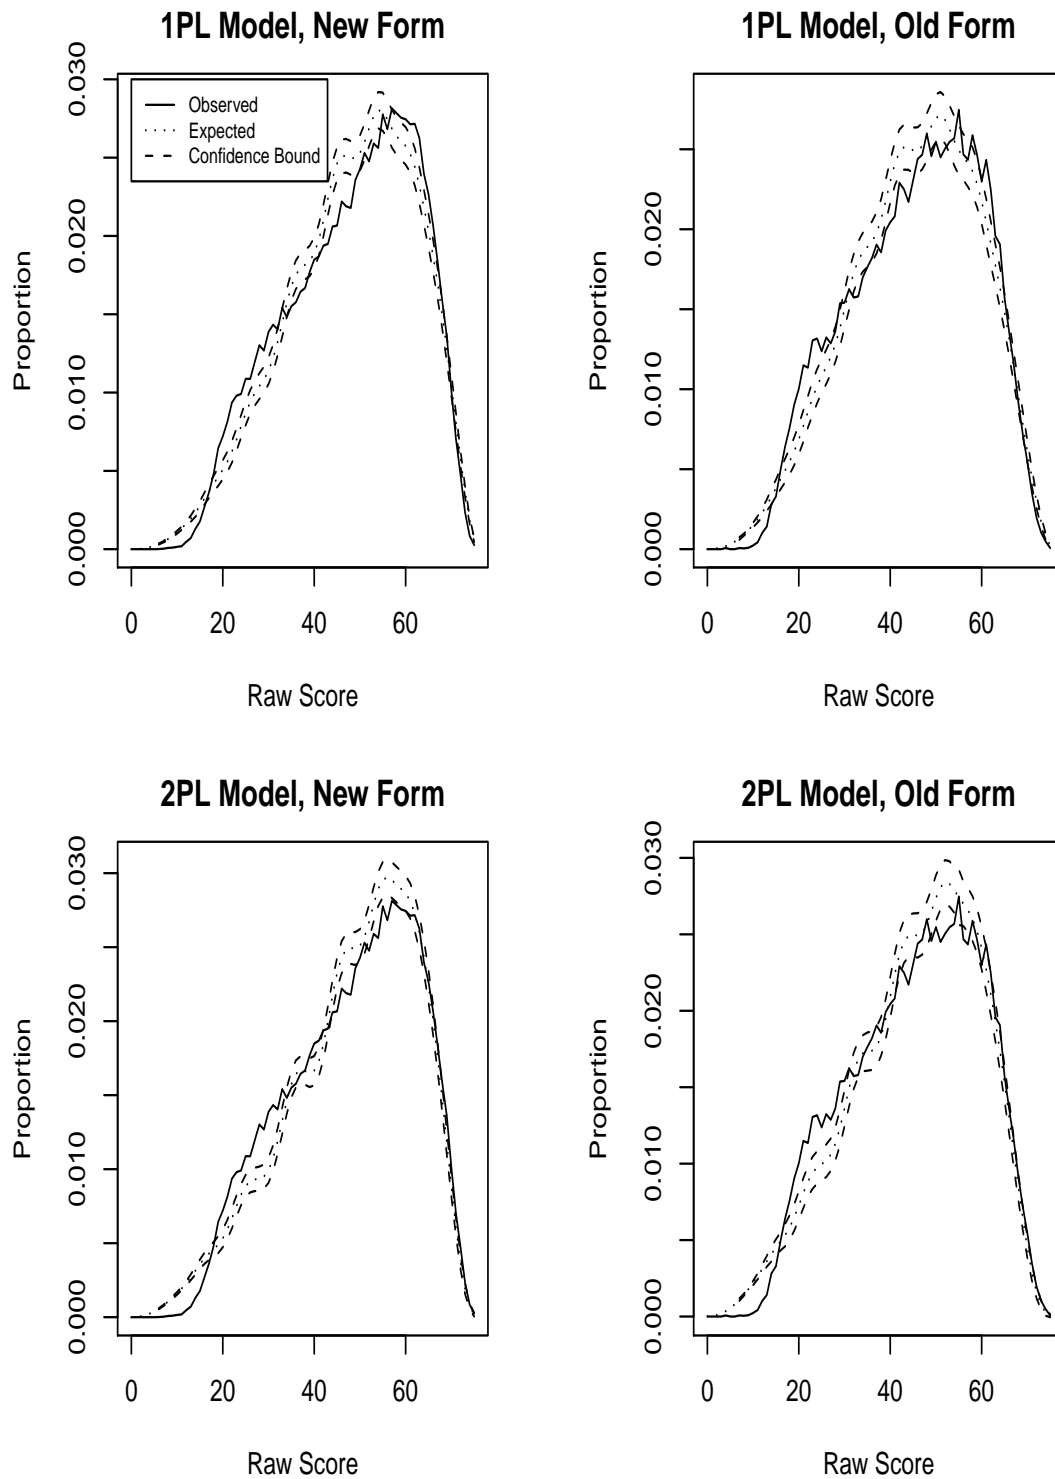 1PL Model, New Form
Proportion
0.000 0.010 0.020 0.030
Observed
Expected
Confidence Bound
0 20 40 60
Raw Score
1PL Model, Old Form
Proportion
0.000 0.010 0.020
0 20 40 60
Raw Score
2PL Model, New Form
Proportion
0.000 0.010 0.020 0.030
0 20 40 60
Raw Score
2PL Model, Old Form
Proportion
0.000 0.010 0.020 0.030
0 20 40 60
Raw Score